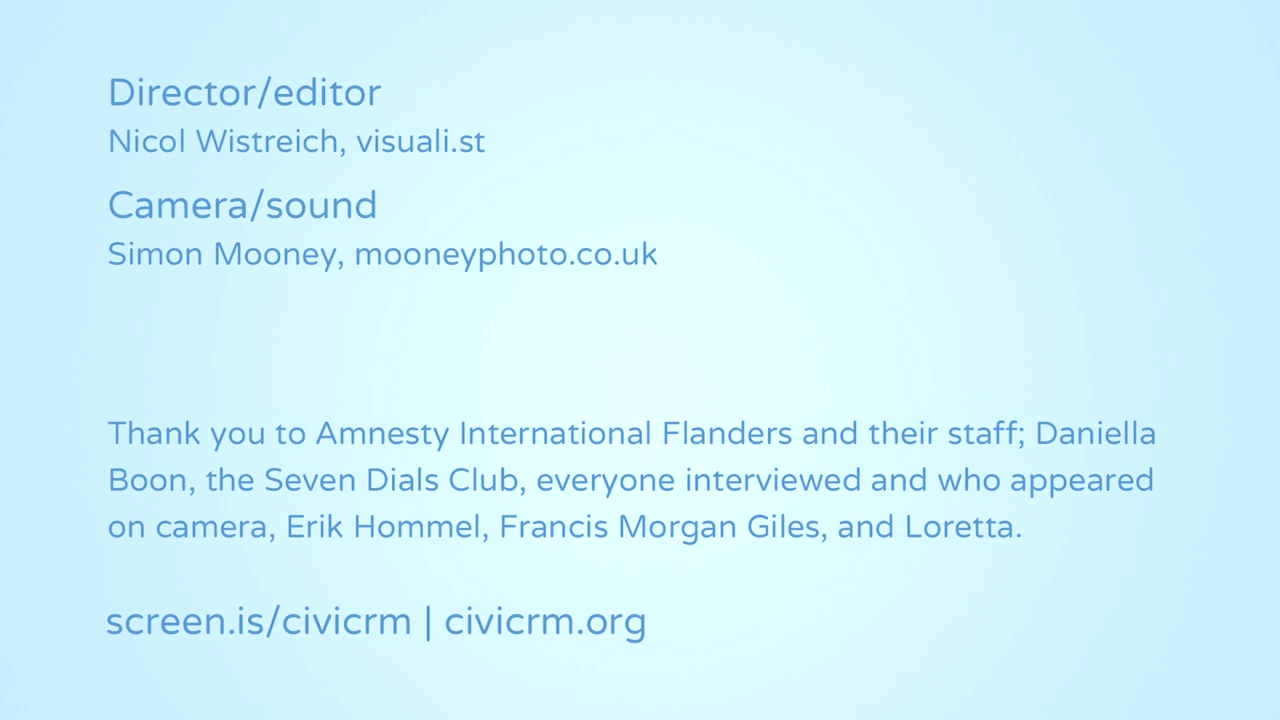 Director/editor
Nicol Wistreich, visuali.st
Camera/sound
Simon Mooney, mooneyphoto.co.uk
Thank you to Amnesty International Flanders and their staff; Daniella
Boon, the Seven Dials Club, everyone interviewed and who appeared
on camera, Erik Hommel, Francis Morgan Giles, and Loretta.
screen.is/civicrm | civicrm.org